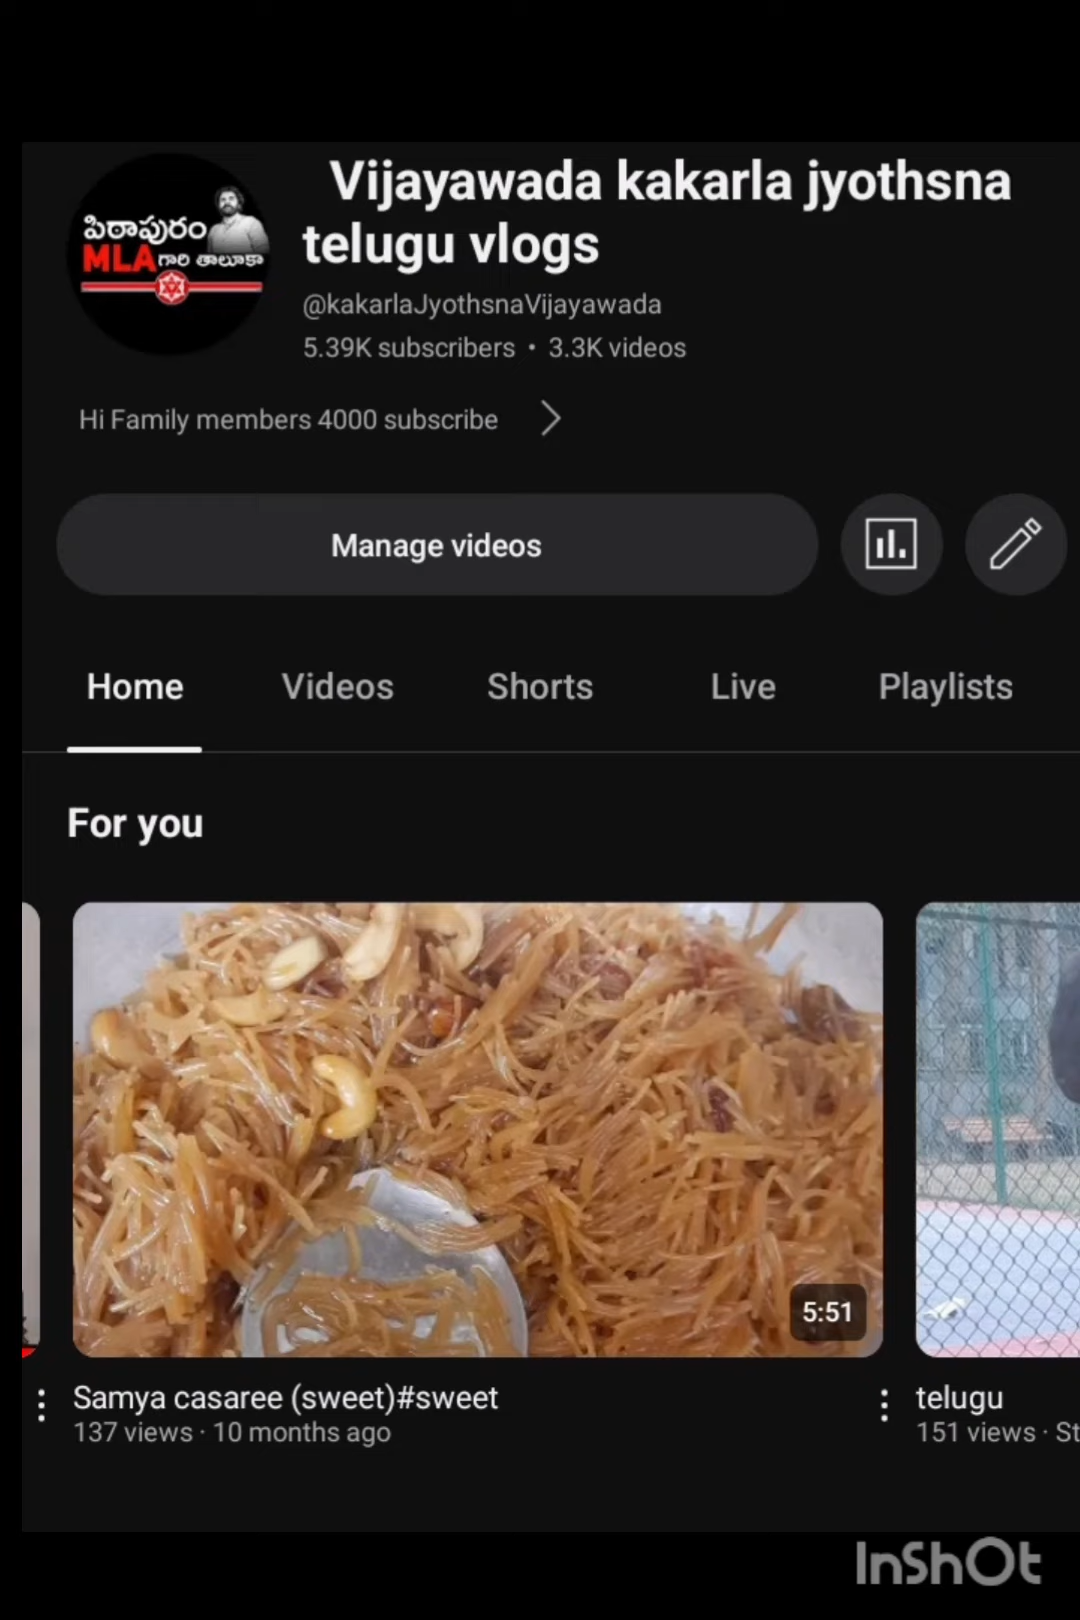 పిఠాపురం
MLA గారి తాలూకా
Vijayawada kakarla jyothsna
telugu vlogs
@kakarlaJyothsnaVijayawada
5.39K subscribers • 3.3K videos
Hi Family members 4000 subscribe
Manage videos
Home Videos Shorts Live Playlists
For you
5:51
Samya casaree (sweet)#sweet
137 views · 10 months ago
telugu
151 views · St
InShOt